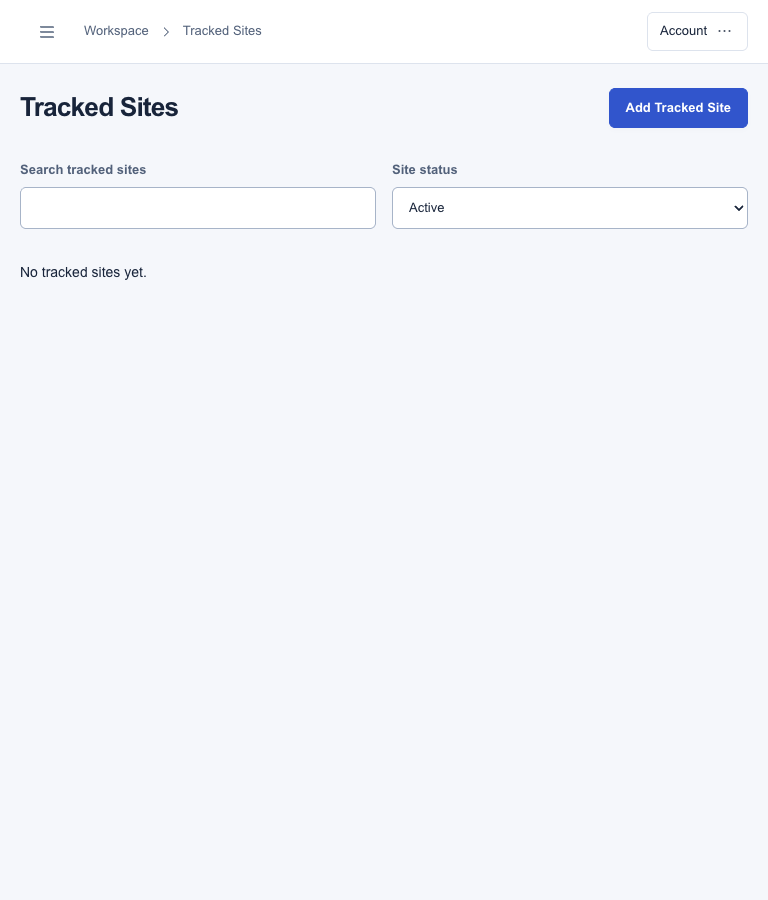 Workspace > Tracked Sites
Account ···
Tracked Sites
Add Tracked Site
Search tracked sites
Site status
Active
No tracked sites yet.